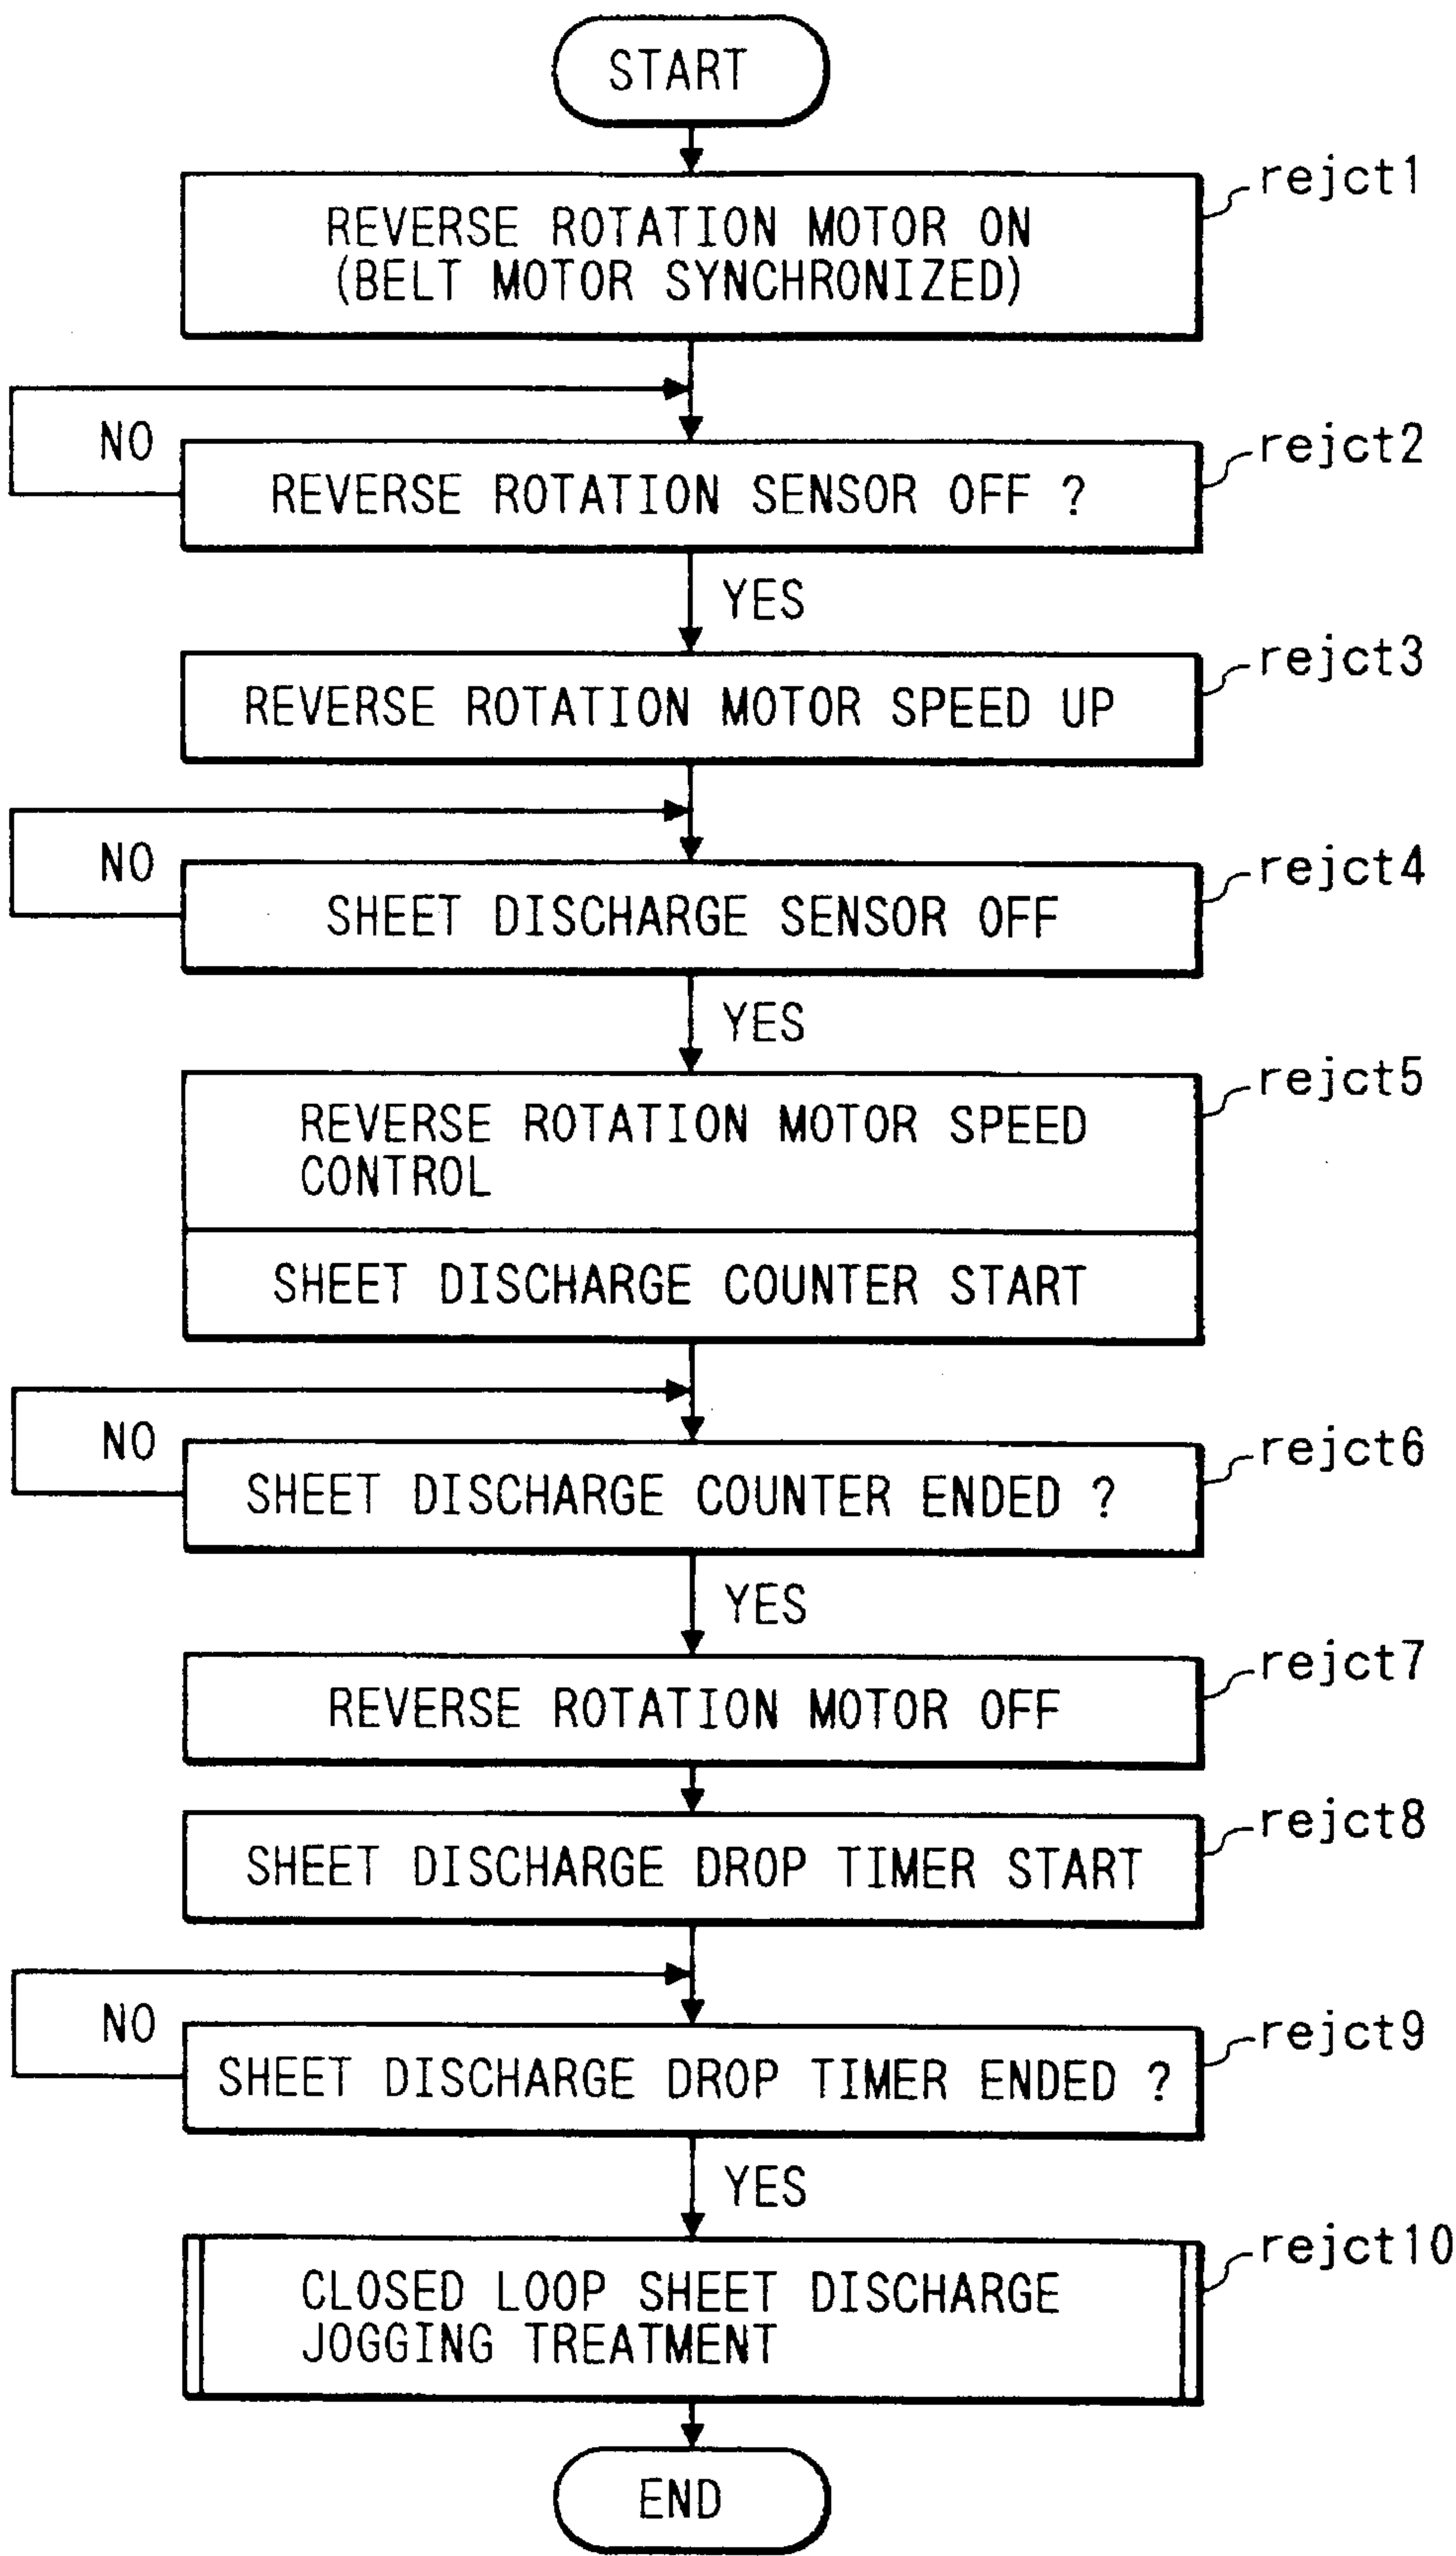 START
rejct1
REVERSE ROTATION MOTOR ON
(BELT MOTOR SYNCHRONIZED)
NO
rejct2
REVERSE ROTATION SENSOR OFF ?
YES
rejct3
REVERSE ROTATION MOTOR SPEED UP
NO
rejct4
SHEET DISCHARGE SENSOR OFF
YES
rejct5
REVERSE ROTATION MOTOR SPEED
CONTROL
SHEET DISCHARGE COUNTER START
NO
rejct6
SHEET DISCHARGE COUNTER ENDED ?
YES
rejct7
REVERSE ROTATION MOTOR OFF
rejct8
SHEET DISCHARGE DROP TIMER START
NO
rejct9
SHEET DISCHARGE DROP TIMER ENDED ?
YES
rejct10
CLOSED LOOP SHEET DISCHARGE
JOGGING TREATMENT
END